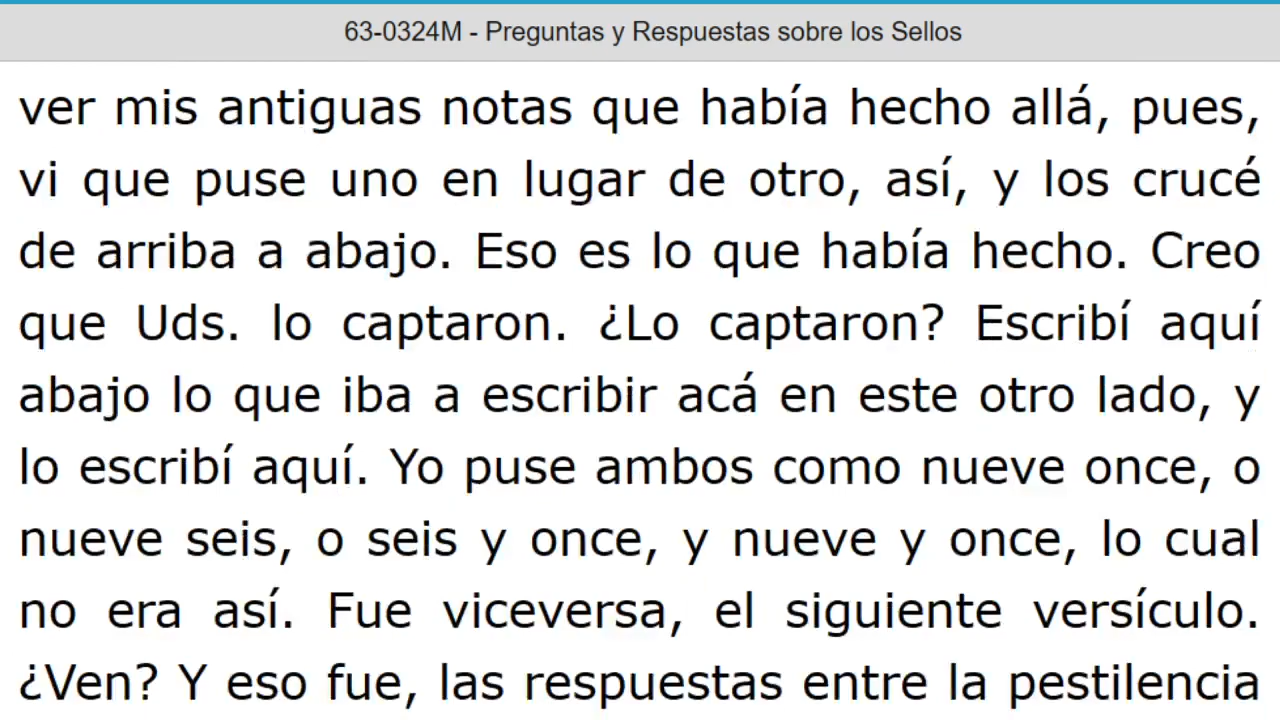 63-0324M - Preguntas y Respuestas sobre los Sellos
ver mis antiguas notas que había hecho allá, pues,
vi que puse uno en lugar de otro, así, y los crucé
de arriba a abajo. Eso es lo que había hecho. Creo
que Uds. lo captaron. ¿Lo captaron? Escribí aquí
abajo lo que iba a escribir acá en este otro lado, y
lo escribí aquí. Yo puse ambos como nueve once, o
nueve seis, o seis y once, y nueve y once, lo cual
no era así. Fue viceversa, el siguiente versículo.
¿Ven? Y eso fue, las respuestas entre la pestilencia